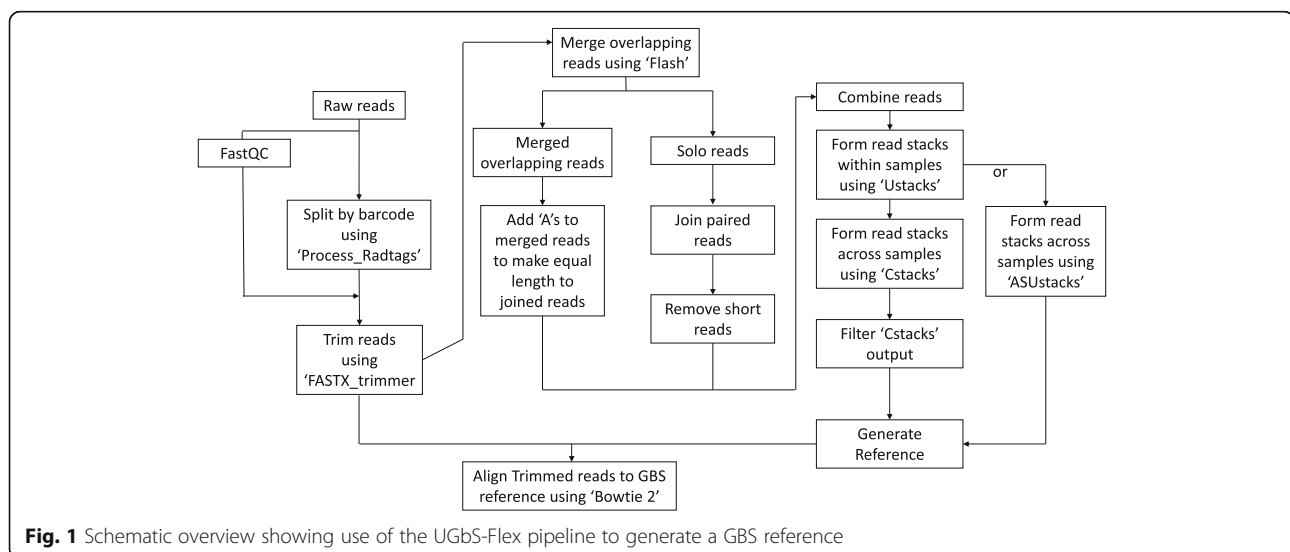 Raw reads
FastQC
Split by barcode
using
‘Process_Radtags’
Trim reads
using
‘FASTX_trimmer
Merge overlapping
reads using ‘Flash’
Merged
overlapping reads
Add ‘A’s to
merged reads
to make equal
length to
joined reads
Solo reads
Join paired
reads
Remove short
reads
Combine reads
Form read stacks
within samples
using ‘Ustacks’
or
Form read stacks
across samples
using ‘Cstacks’
Form read
stacks across
samples using
‘ASUstacks’
Filter ‘Cstacks’
output
Generate
Reference
Align Trimmed reads to GBS
reference using ‘Bowtie 2’
Fig. 1 Schematic overview showing use of the UGbS-Flex pipeline to generate a GBS reference